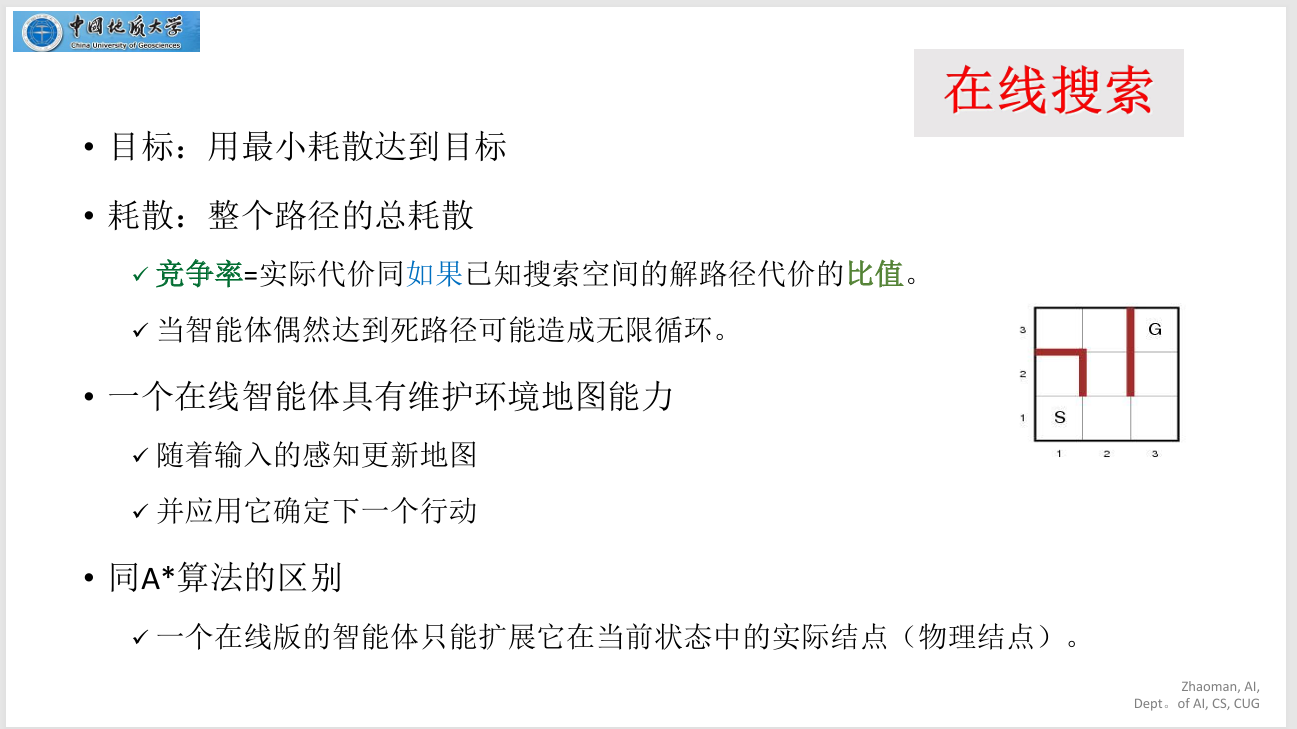 中国地质大学
China University of Geosciences
在线搜索
• 目标：用最小耗散达到目标
• 耗散：整个路径的总耗散
✓ 竞争率=实际代价同如果已知搜索空间的解路径代价的比值。
✓ 当智能体偶然达到死路径可能造成无限循环。
• 一个在线智能体具有维护环境地图能力
✓ 随着输入的感知更新地图
✓ 并应用它确定下一个行动
• 同A*算法的区别
✓ 一个在线版的智能体只能扩展它在当前状态中的实际结点（物理结点）。
3 G
2
1 S
1 2 3
Zhaoman, AI,
Dept。of AI, CS, CUG